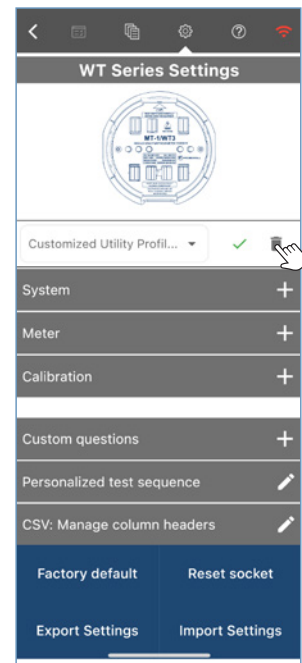 WT Series Settings
MT-1/WT3
Customized Utility Profil...
System
Meter
Calibration
Custom questions
Personalized test sequence
CSV: Manage column headers
Factory default Reset socket
Export Settings Import Settings